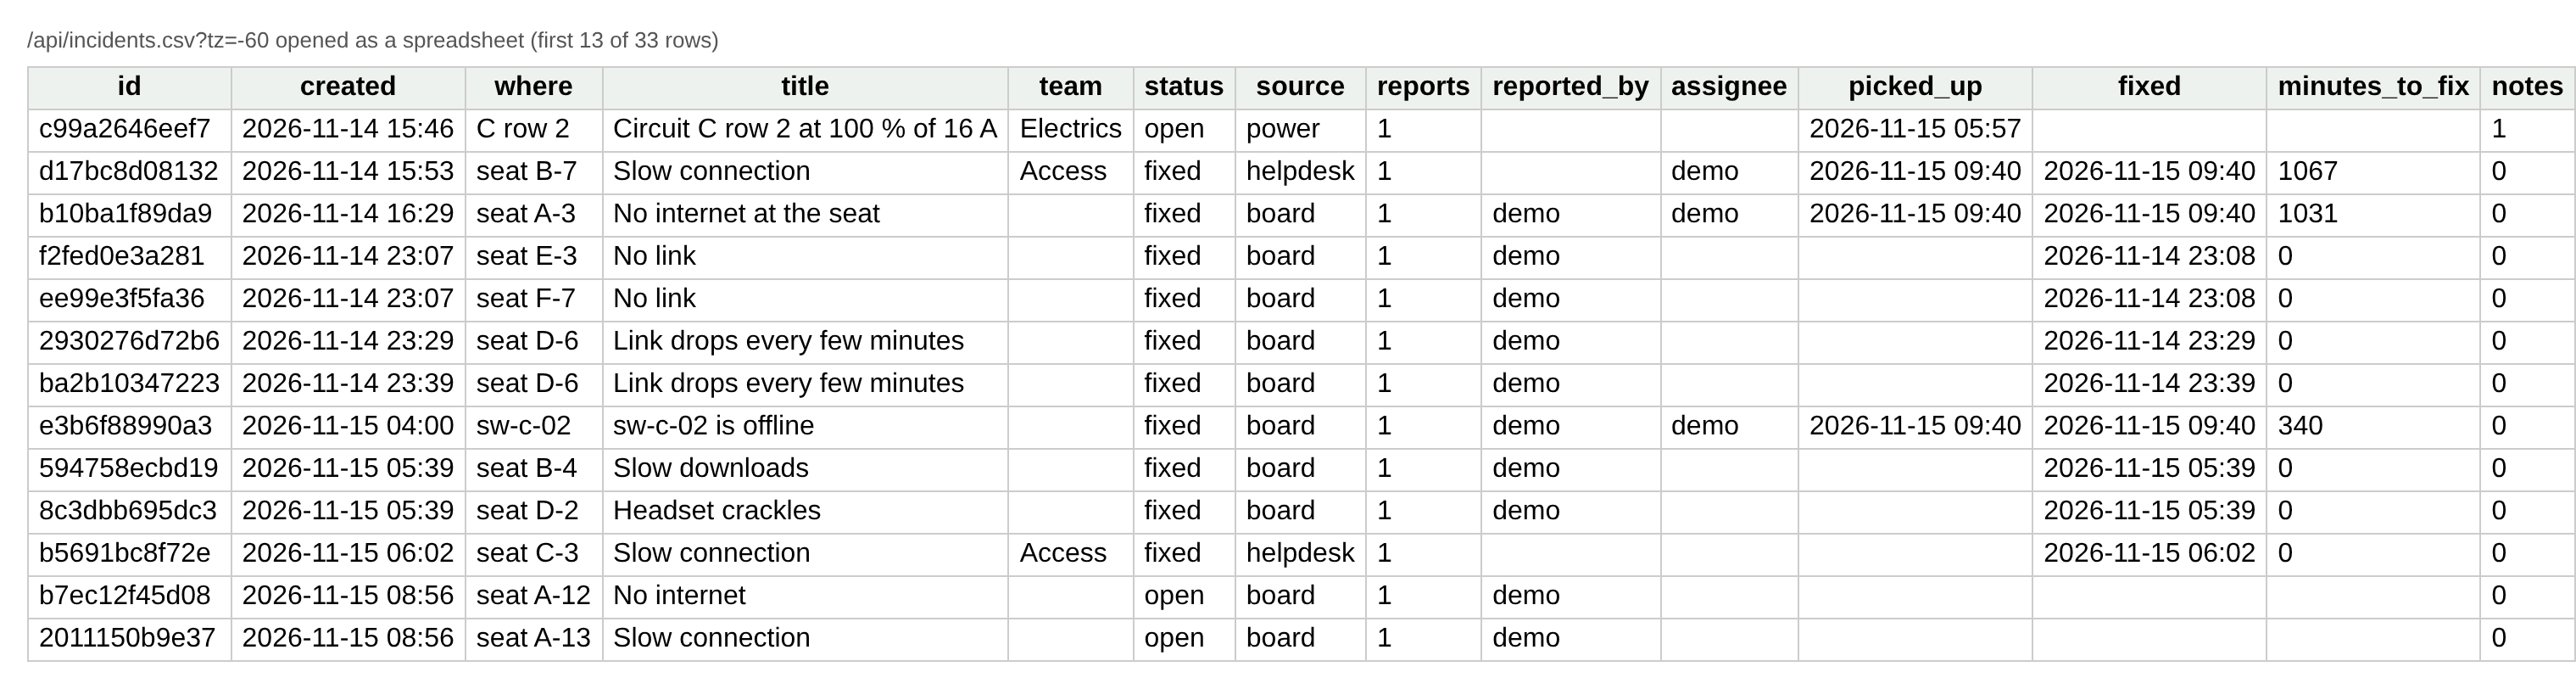 /api/incidents.csv?tz=-60 opened as a spreadsheet (first 13 of 33 rows)
id created where title team status source reports reported_by assignee picked_up fixed minutes_to_fix notes
c99a2646eef7 2026-11-14 15:46 C row 2 Circuit C row 2 at 100 % of 16 A Electrics open power 1 2026-11-15 05:57 1
d17bc8d08132 2026-11-14 15:53 seat B-7 Slow connection Access fixed helpdesk 1 demo 2026-11-15 09:40 2026-11-15 09:40 1067 0
b10ba1f89da9 2026-11-14 16:29 seat A-3 No internet at the seat fixed board 1 demo demo 2026-11-15 09:40 2026-11-15 09:40 1031 0
f2fed0e3a281 2026-11-14 23:07 seat E-3 No link fixed board 1 demo 2026-11-14 23:08 0 0
ee99e3f5fa36 2026-11-14 23:07 seat F-7 No link fixed board 1 demo 2026-11-14 23:08 0 0
2930276d72b6 2026-11-14 23:29 seat D-6 Link drops every few minutes fixed board 1 demo 2026-11-14 23:29 0 0
ba2b10347223 2026-11-14 23:39 seat D-6 Link drops every few minutes fixed board 1 demo 2026-11-14 23:39 0 0
e3b6f88990a3 2026-11-15 04:00 sw-c-02 sw-c-02 is offline fixed board 1 demo demo 2026-11-15 09:40 2026-11-15 09:40 340 0
594758ecbd19 2026-11-15 05:39 seat B-4 Slow downloads fixed board 1 demo 2026-11-15 05:39 0 0
8c3dbb695dc3 2026-11-15 05:39 seat D-2 Headset crackles fixed board 1 demo 2026-11-15 05:39 0 0
b5691bc8f72e 2026-11-15 06:02 seat C-3 Slow connection Access fixed helpdesk 1 2026-11-15 06:02 0 0
b7ec12f45d08 2026-11-15 08:56 seat A-12 No internet open board 1 demo 0
2011150b9e37 2026-11-15 08:56 seat A-13 Slow connection open board 1 demo 0